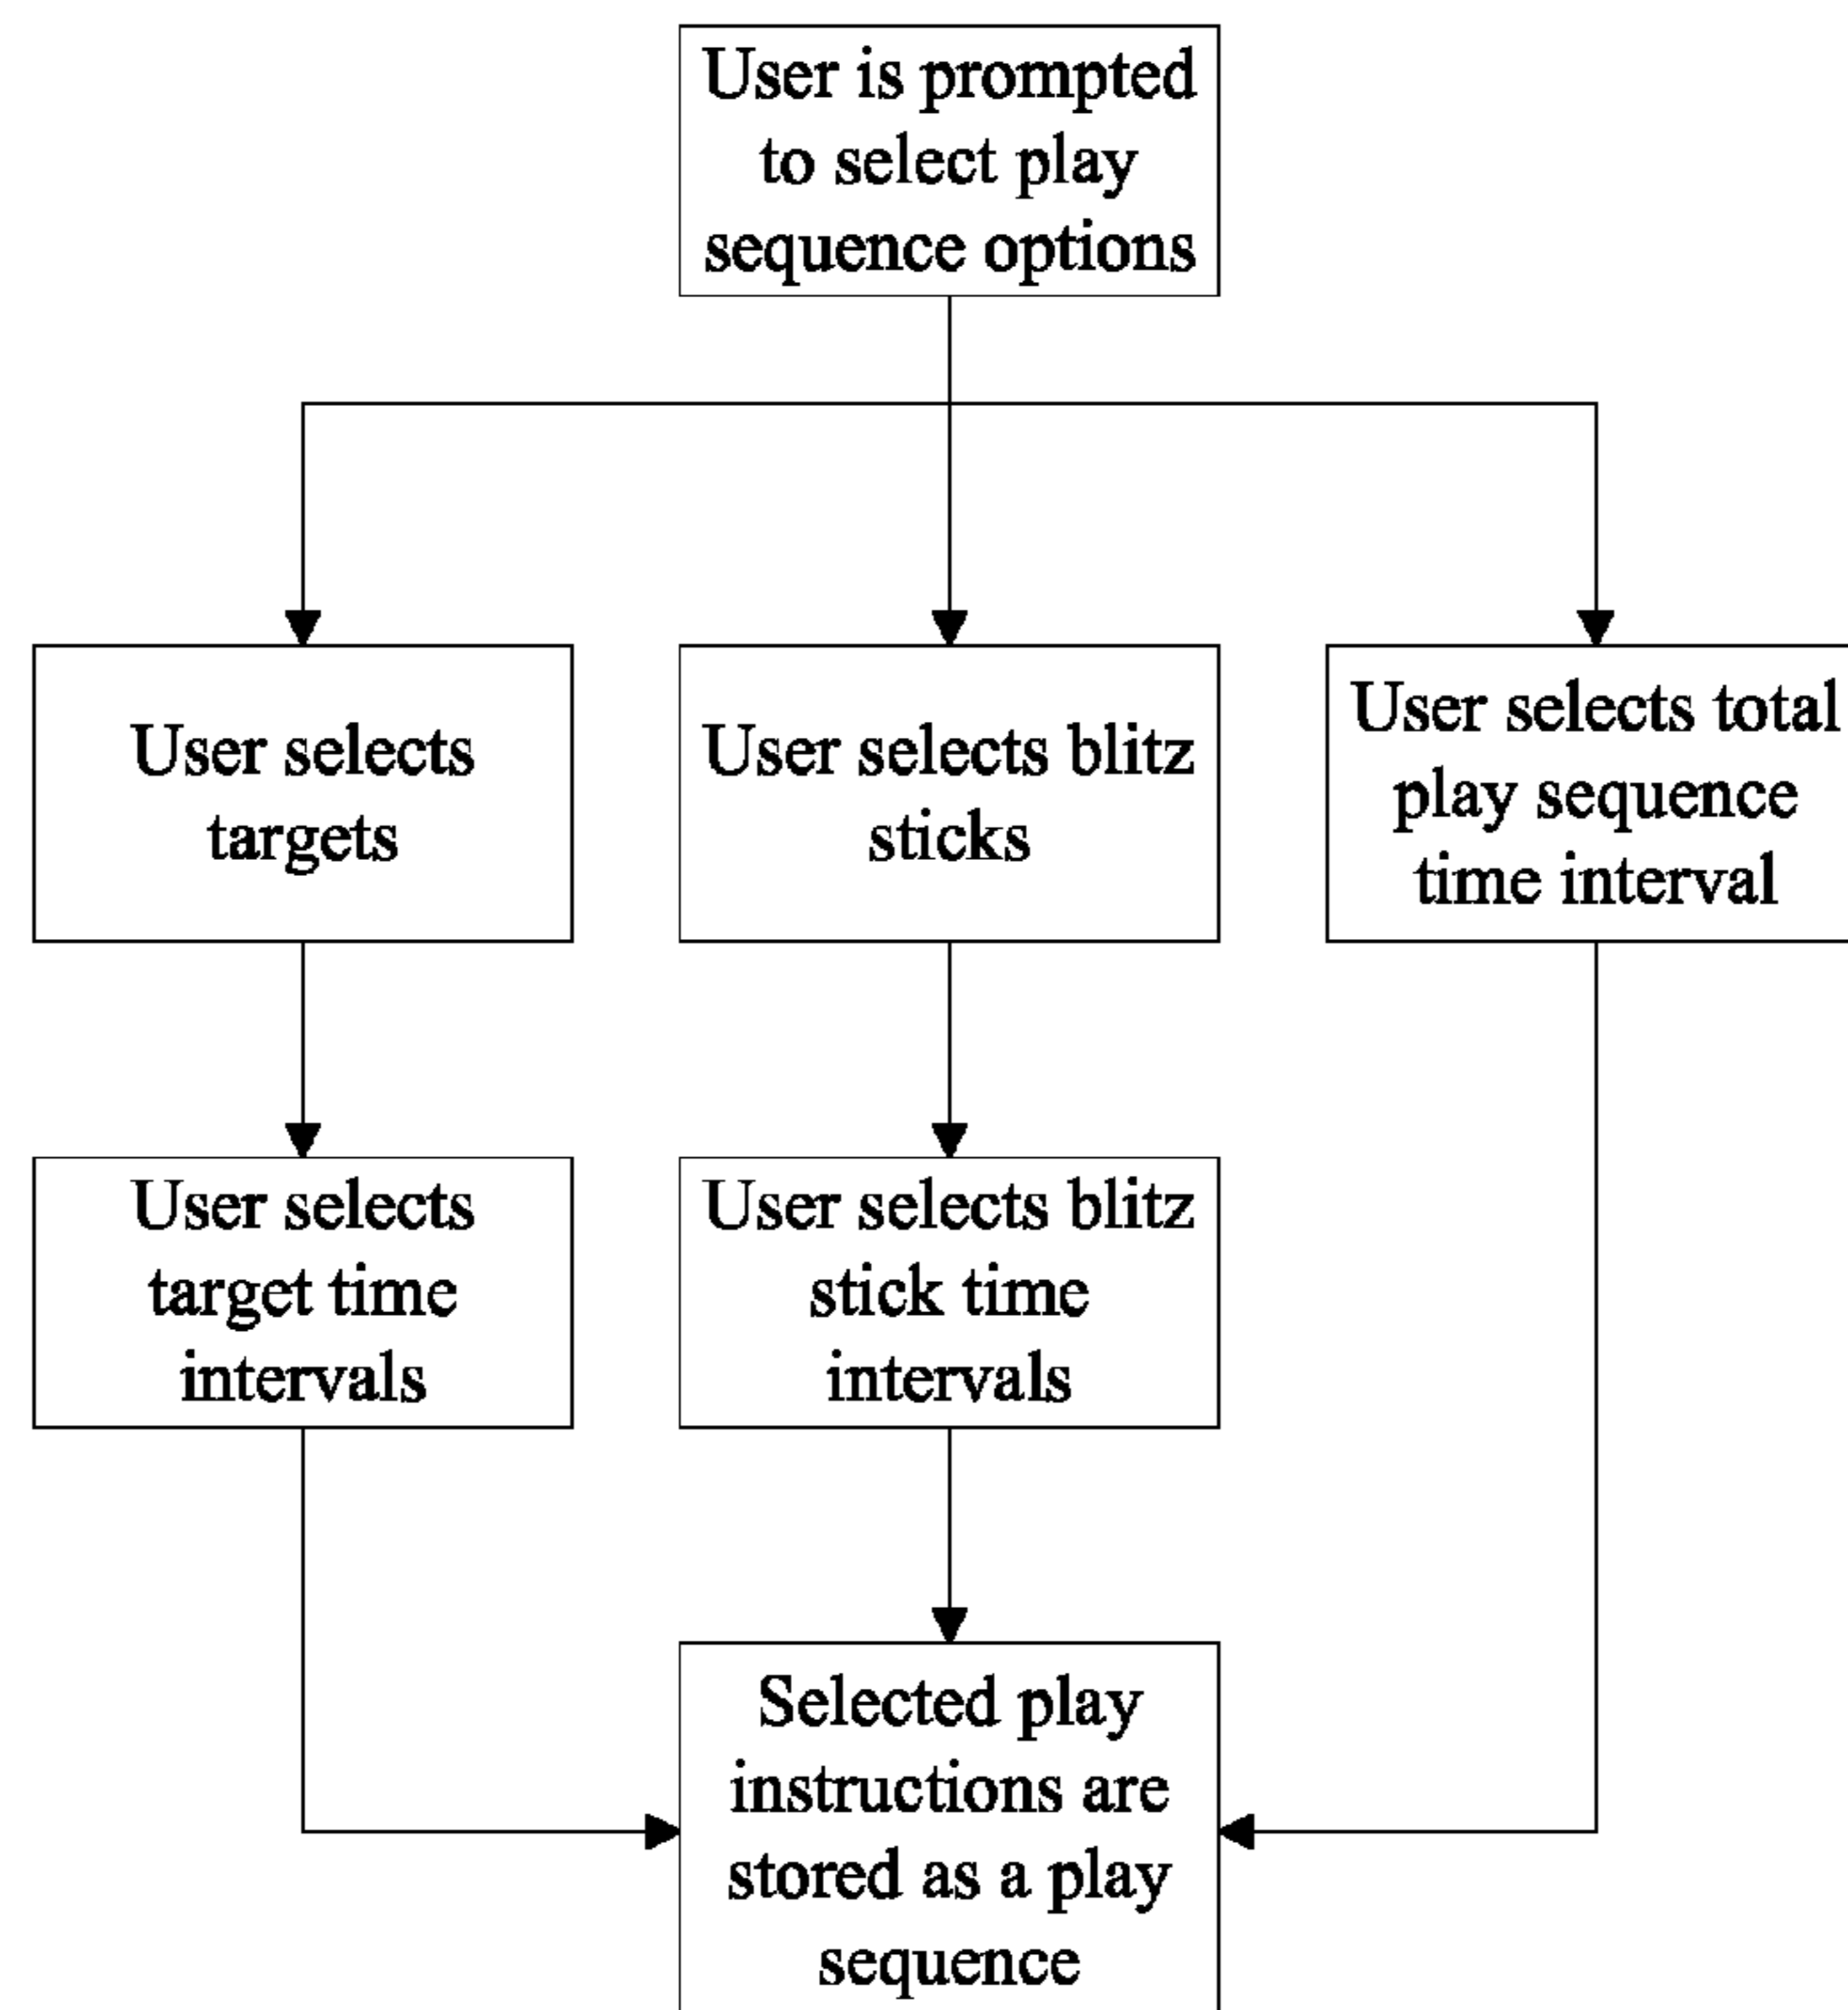 User is prompted
to select play
sequence options
User selects
targets
User selects blitz
sticks
User selects total
play sequence
time interval
User selects
target time
intervals
User selects blitz
stick time
intervals
Selected play
instructions are
stored as a play
sequence